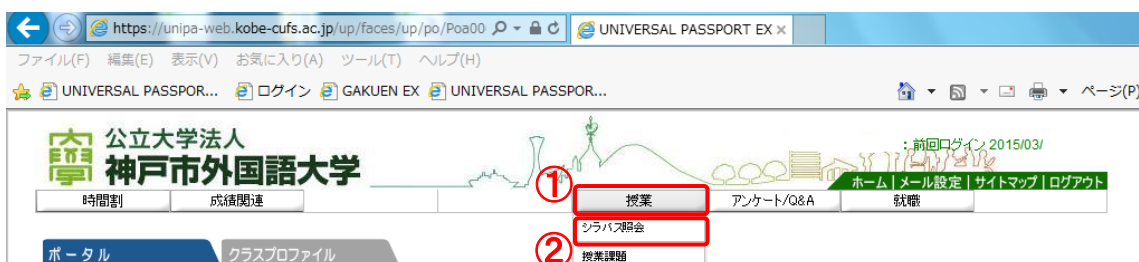 https://unipa-web.kobe-cufs.ac.jp/up/faces/up/po/Poa00
UNIVERSAL PASSPORT EX ×
ファイル(F) 編集(E) 表示(V) お気に入り(A) ツール(T) ヘルプ(H)
UNIVERSAL PASSPOR... ログイン GAKUEN EX UNIVERSAL PASSPOR... ページ(P)
公立大学法人
神戸市外国語大学
:前回ログイン 2015/03/
ホーム | メール設定 | サイトマップ | ログアウト
①
時間割 成績関連 授業 アンケート/Q&A 就職
シラバス照会
②
授業課題
ポータル クラスプロファイル